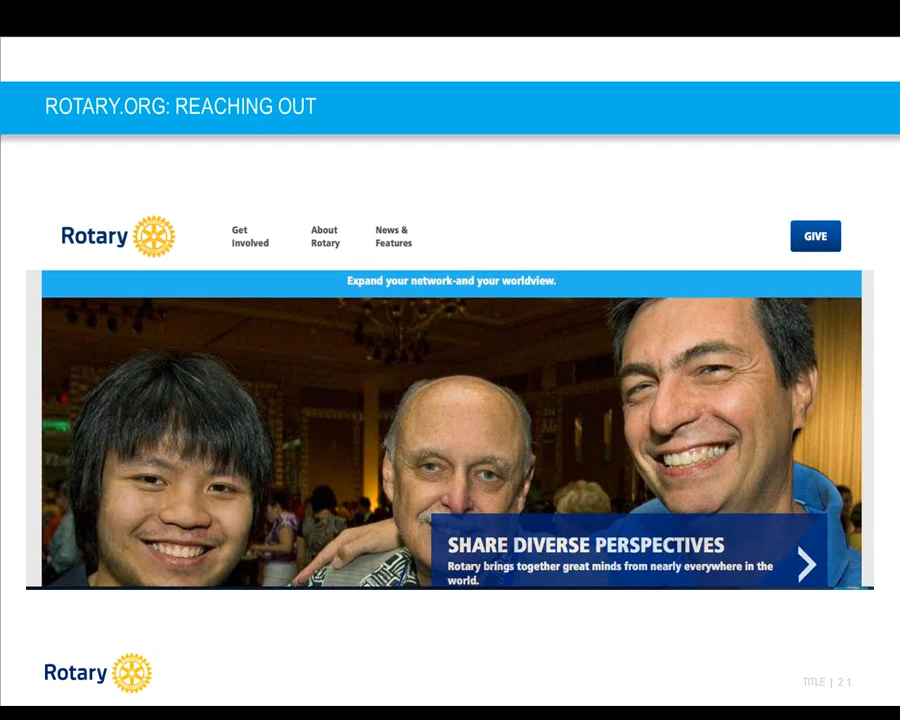 ROTARY.ORG: REACHING OUT
Rotary
Get
Involved
About
Rotary
News &
Features
GIVE
Expand your network-and your worldview.
SHARE DIVERSE PERSPECTIVES
Rotary brings together great minds from nearly everywhere in the
world.
Rotary
TITLE | 21